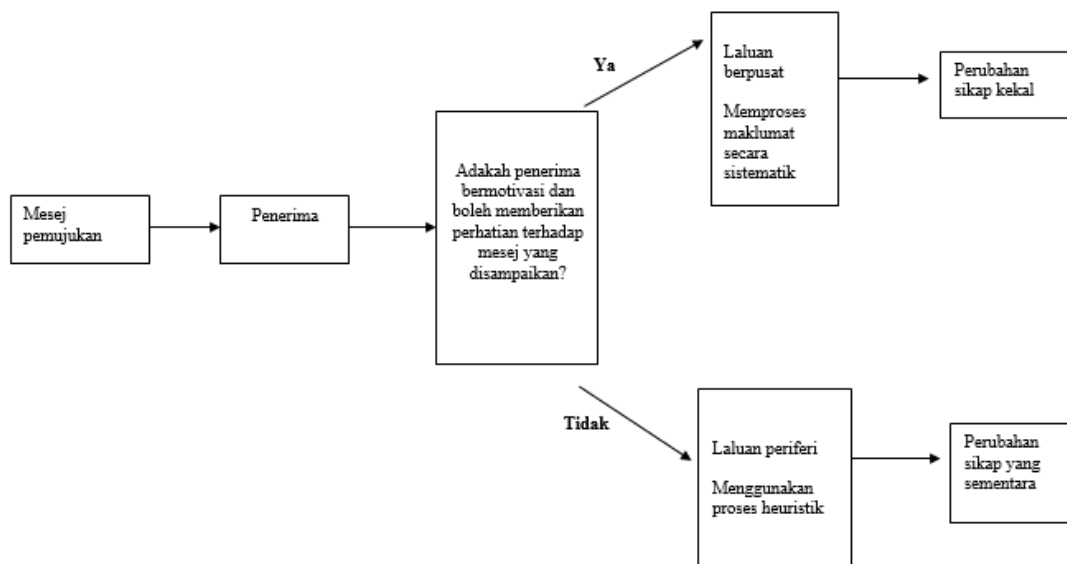 Mesej
pemujukan
Penerima
Adakah penerima
bermotivasi dan
boleh memberikan
perhatian terhadap
mesej yang
disampaikan?
Ya
Laluan
berpusat
Memproses
maklumat
secara
sistematik
Perubahan
sikap kekal
Tidak
Laluan periferi
Menggunakan
proses heuristik
Perubahan
sikap yang
sementara